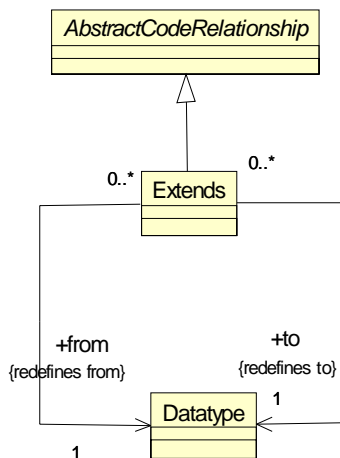 AbstractCodeRelationship
0..*
0..*
Extends
+from
{redefines from}
+to
{redefines to}
1
Datatype
1